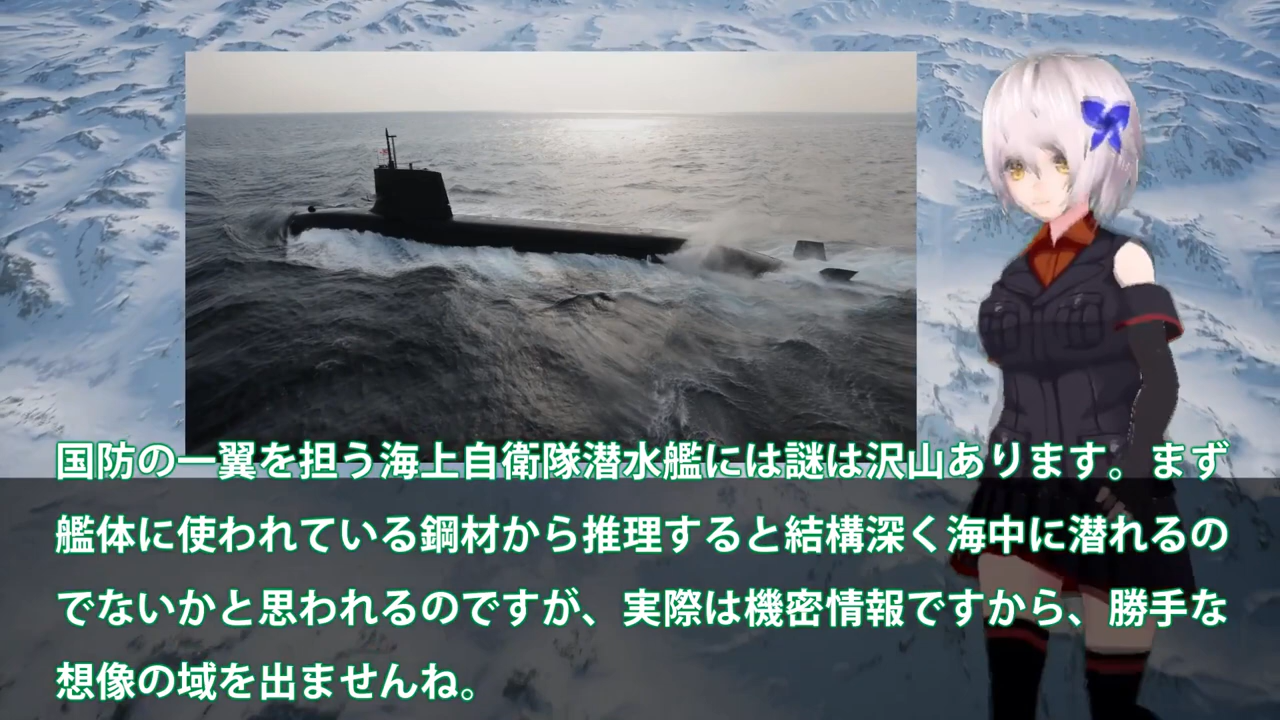 国防の一翼を担う海上自衛隊潜水艦には謎は沢山あります。まず
艦体に使われている鋼材から推理すると結構深く海中に潜れるの
でないかと思われるのですが、実際は機密情報ですから、勝手な
想像の域を出ませんね。